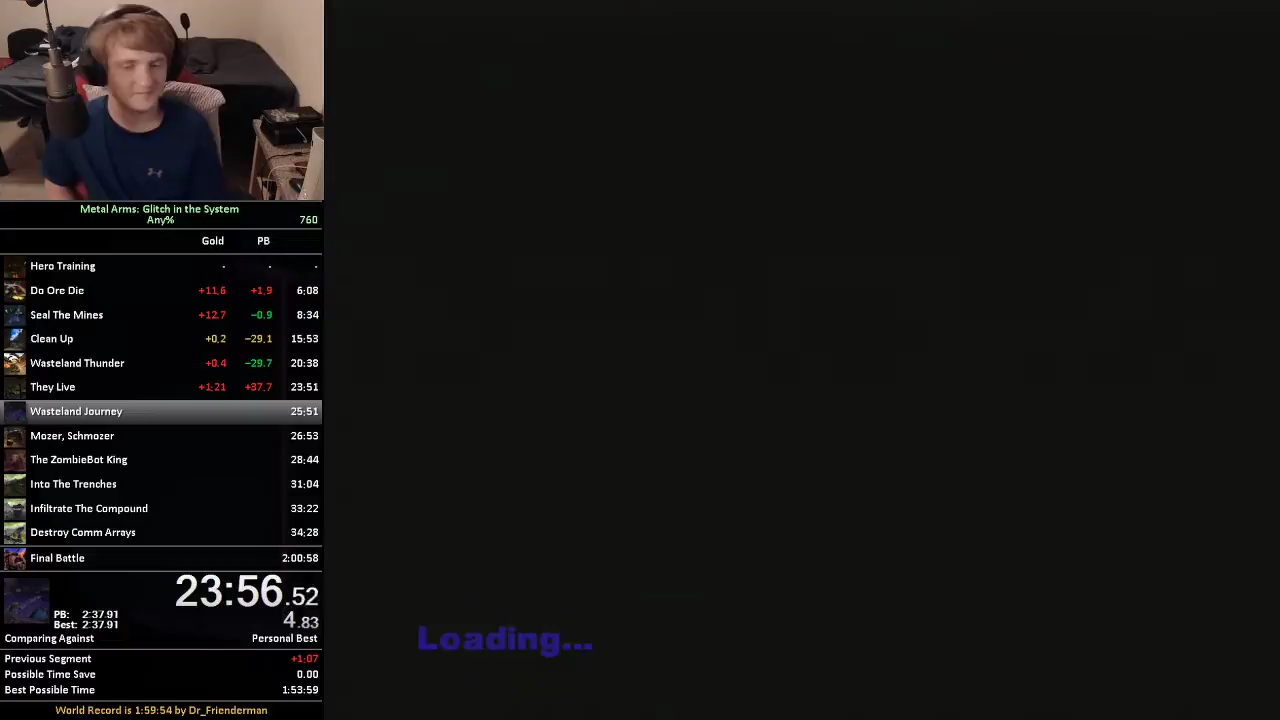 Metal Arms: Glitch in the System
Any% 760
Gold PB
Hero Training - - -
Do Ore Die +11.6 +1.9 6:08
Seal The Mines +12.7 −0.9 8:34
Clean Up +0.2 −29.1 15:53
Wasteland Thunder +0.4 −29.7 20:38
They Live +1:21 +37.7 23:51
Wasteland Journey 25:51
Mozer, Schmozer 26:53
The ZombieBot King 28:44
Into The Trenches 31:04
Infiltrate The Compound 33:22
Destroy Comm Arrays 34:28
Final Battle 2:00:58
23:56.52
PB: 2:37.91 4.83
Best: 2:37.91
Comparing Against Personal Best
Previous Segment +1:07
Possible Time Save 0.00
Best Possible Time 1:53:59
World Record is 1:59:54 by Dr_Frienderman
Loading...